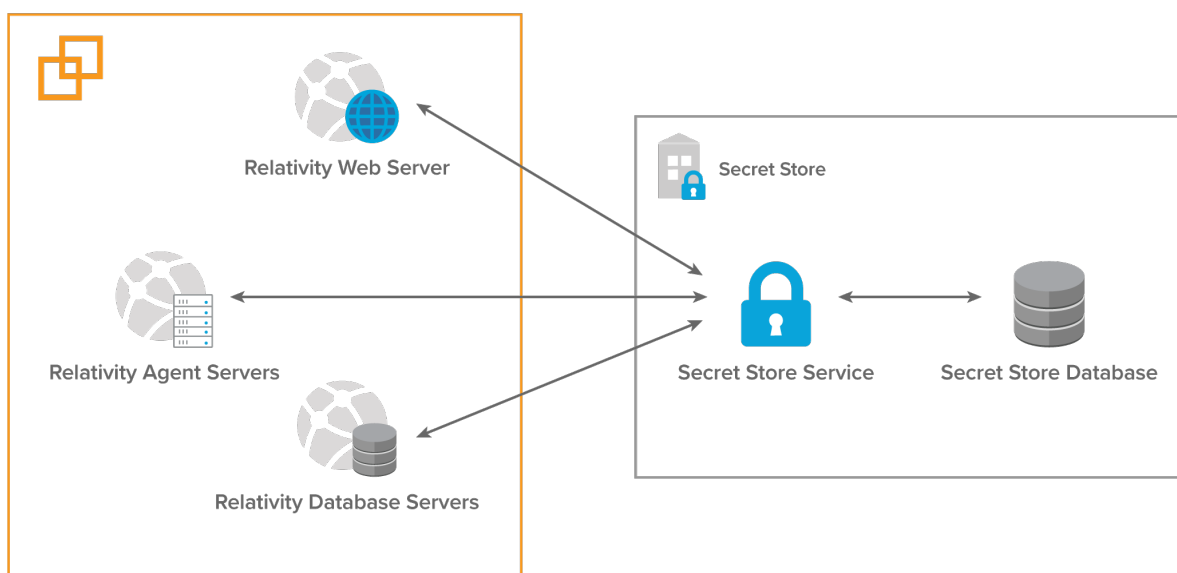 Relativity Web Server
Secret Store
Relativity Agent Servers
Secret Store Service
Secret Store Database
Relativity Database Servers